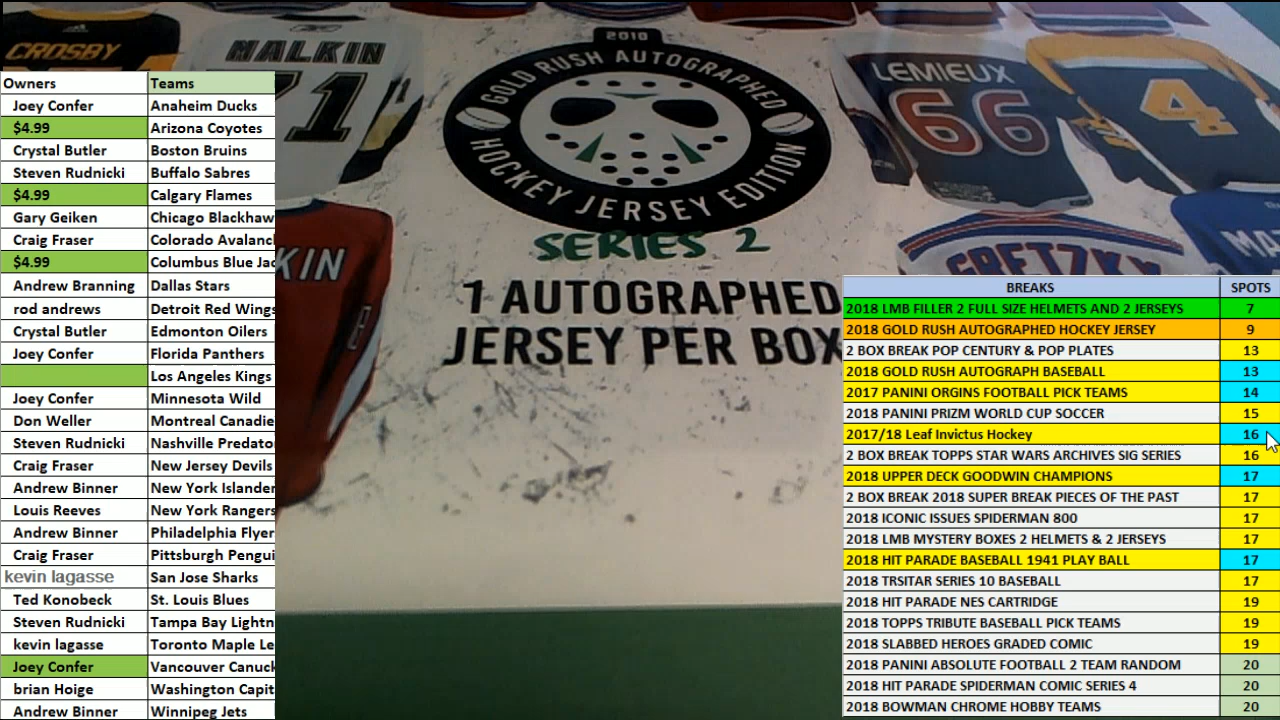 Owners Teams
Joey Confer Anaheim Ducks
$4.99 Arizona Coyotes
Crystal Butler Boston Bruins
Steven Rudnicki Buffalo Sabres
$4.99 Calgary Flames
Gary Geiken Chicago Blackhaw
Craig Fraser Colorado Avalanc
$4.99 Columbus Blue Jac
Andrew Branning Dallas Stars
rod andrews Detroit Red Wings
Crystal Butler Edmonton Oilers
Joey Confer Florida Panthers
Los Angeles Kings
Joey Confer Minnesota Wild
Don Weller Montreal Canadie
Steven Rudnicki Nashville Predato
Craig Fraser New Jersey Devils
Andrew Binner New York Islander
Louis Reeves New York Rangers
Andrew Binner Philadelphia Flyer
Craig Fraser Pittsburgh Pengui
kevin lagasse San Jose Sharks
Ted Konobeck St. Louis Blues
Steven Rudnicki Tampa Bay Lightn
kevin lagasse Toronto Maple Le
Joey Confer Vancouver Canuck
brian Hoige Washington Capit
Andrew Binner Winnipeg Jets
CROSBY
MALKIN
71
2018
GOLD RUSH AUTOGRAPHED
HOCKEY JERSEY EDITION
SERIES 2
1 AUTOGRAPHED
JERSEY PER BOX
LEMIEUX
66
4
KIN
GRETZKY
MA
BREAKS SPOTS
2018 LMB FILLER 2 FULL SIZE HELMETS AND 2 JERSEYS 7
2018 GOLD RUSH AUTOGRAPHED HOCKEY JERSEY 9
2 BOX BREAK POP CENTURY & POP PLATES 13
2018 GOLD RUSH AUTOGRAPH BASEBALL 13
2017 PANINI ORGINS FOOTBALL PICK TEAMS 14
2018 PANINI PRIZM WORLD CUP SOCCER 15
2017/18 Leaf Invictus Hockey 16
2 BOX BREAK TOPPS STAR WARS ARCHIVES SIG SERIES 16
2018 UPPER DECK GOODWIN CHAMPIONS 17
2 BOX BREAK 2018 SUPER BREAK PIECES OF THE PAST 17
2018 ICONIC ISSUES SPIDERMAN 800 17
2018 LMB MYSTERY BOXES 2 HELMETS & 2 JERSEYS 17
2018 HIT PARADE BASEBALL 1941 PLAY BALL 17
2018 TRSITAR SERIES 10 BASEBALL 17
2018 HIT PARADE NES CARTRIDGE 19
2018 TOPPS TRIBUTE BASEBALL PICK TEAMS 19
2018 SLABBED HEROES GRADED COMIC 19
2018 PANINI ABSOLUTE FOOTBALL 2 TEAM RANDOM 20
2018 HIT PARADE SPIDERMAN COMIC SERIES 4 20
2018 BOWMAN CHROME HOBBY TEAMS 20